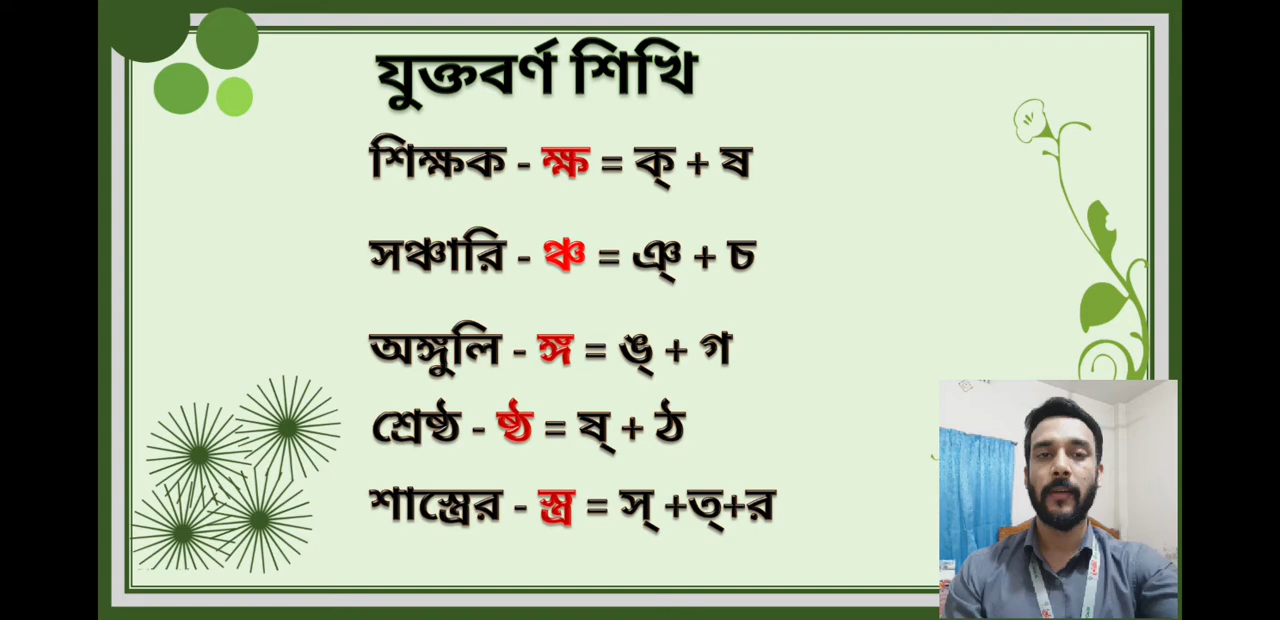 যুক্তবর্ণ শিখি
শিক্ষক - ক্ষ = ক্ + ষ
সঞ্চারি - ঞ্চ = ঞ্ + চ
অঙ্গুলি - ঙ্গ = ঙ্ + গ
শ্রেষ্ঠ - ষ্ঠ = ষ্ + ঠ
শাস্ত্রের - স্ত্র = স্ +ত্+র